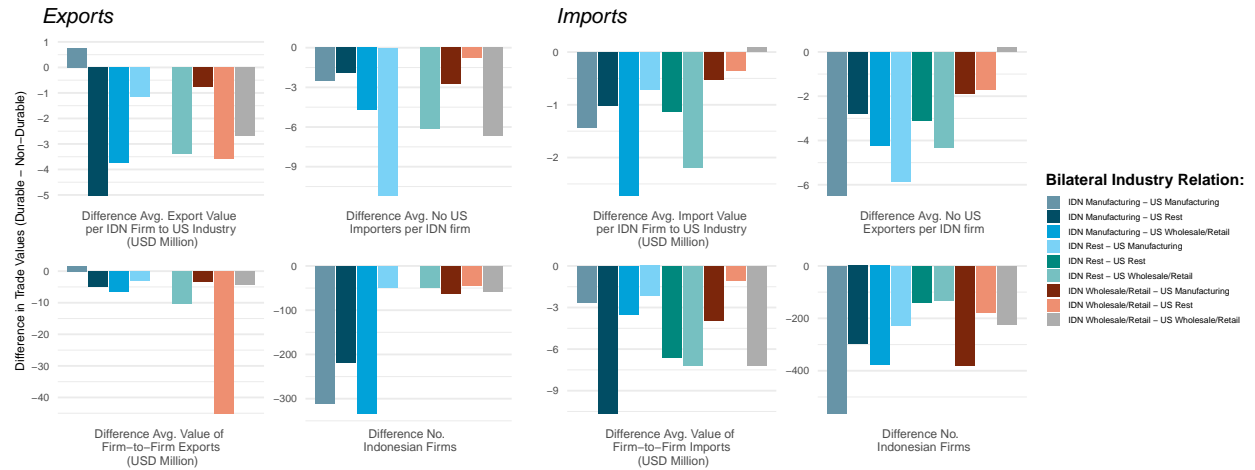 Exports
Imports
Difference in Trade Values (Durable − Non−Durable)
1
0
−1
−2
−3
−4
−5
Difference Avg. Export Value
per IDN Firm to US Industry
(USD Million)
0
−3
−6
−9
Difference Avg. No US
Importers per IDN firm
0
−1
−2
Difference Avg. Import Value
per IDN Firm to US Industry
(USD Million)
0
−2
−4
−6
Difference Avg. No US
Exporters per IDN firm
0
−10
−20
−30
−40
Difference Avg. Value of
Firm−to−Firm Exports
(USD Million)
0
−100
−200
−300
Difference No.
Indonesian Firms
0
−3
−6
−9
Difference Avg. Value of
Firm−to−Firm Imports
(USD Million)
0
−200
−400
Difference No.
Indonesian Firms
Bilateral Industry Relation:
IDN Manufacturing − US Manufacturing
IDN Manufacturing − US Rest
IDN Manufacturing − US Wholesale/Retail
IDN Rest − US Manufacturing
IDN Rest − US Rest
IDN Rest − US Wholesale/Retail
IDN Wholesale/Retail − US Manufacturing
IDN Wholesale/Retail − US Rest
IDN Wholesale/Retail − US Wholesale/Retail